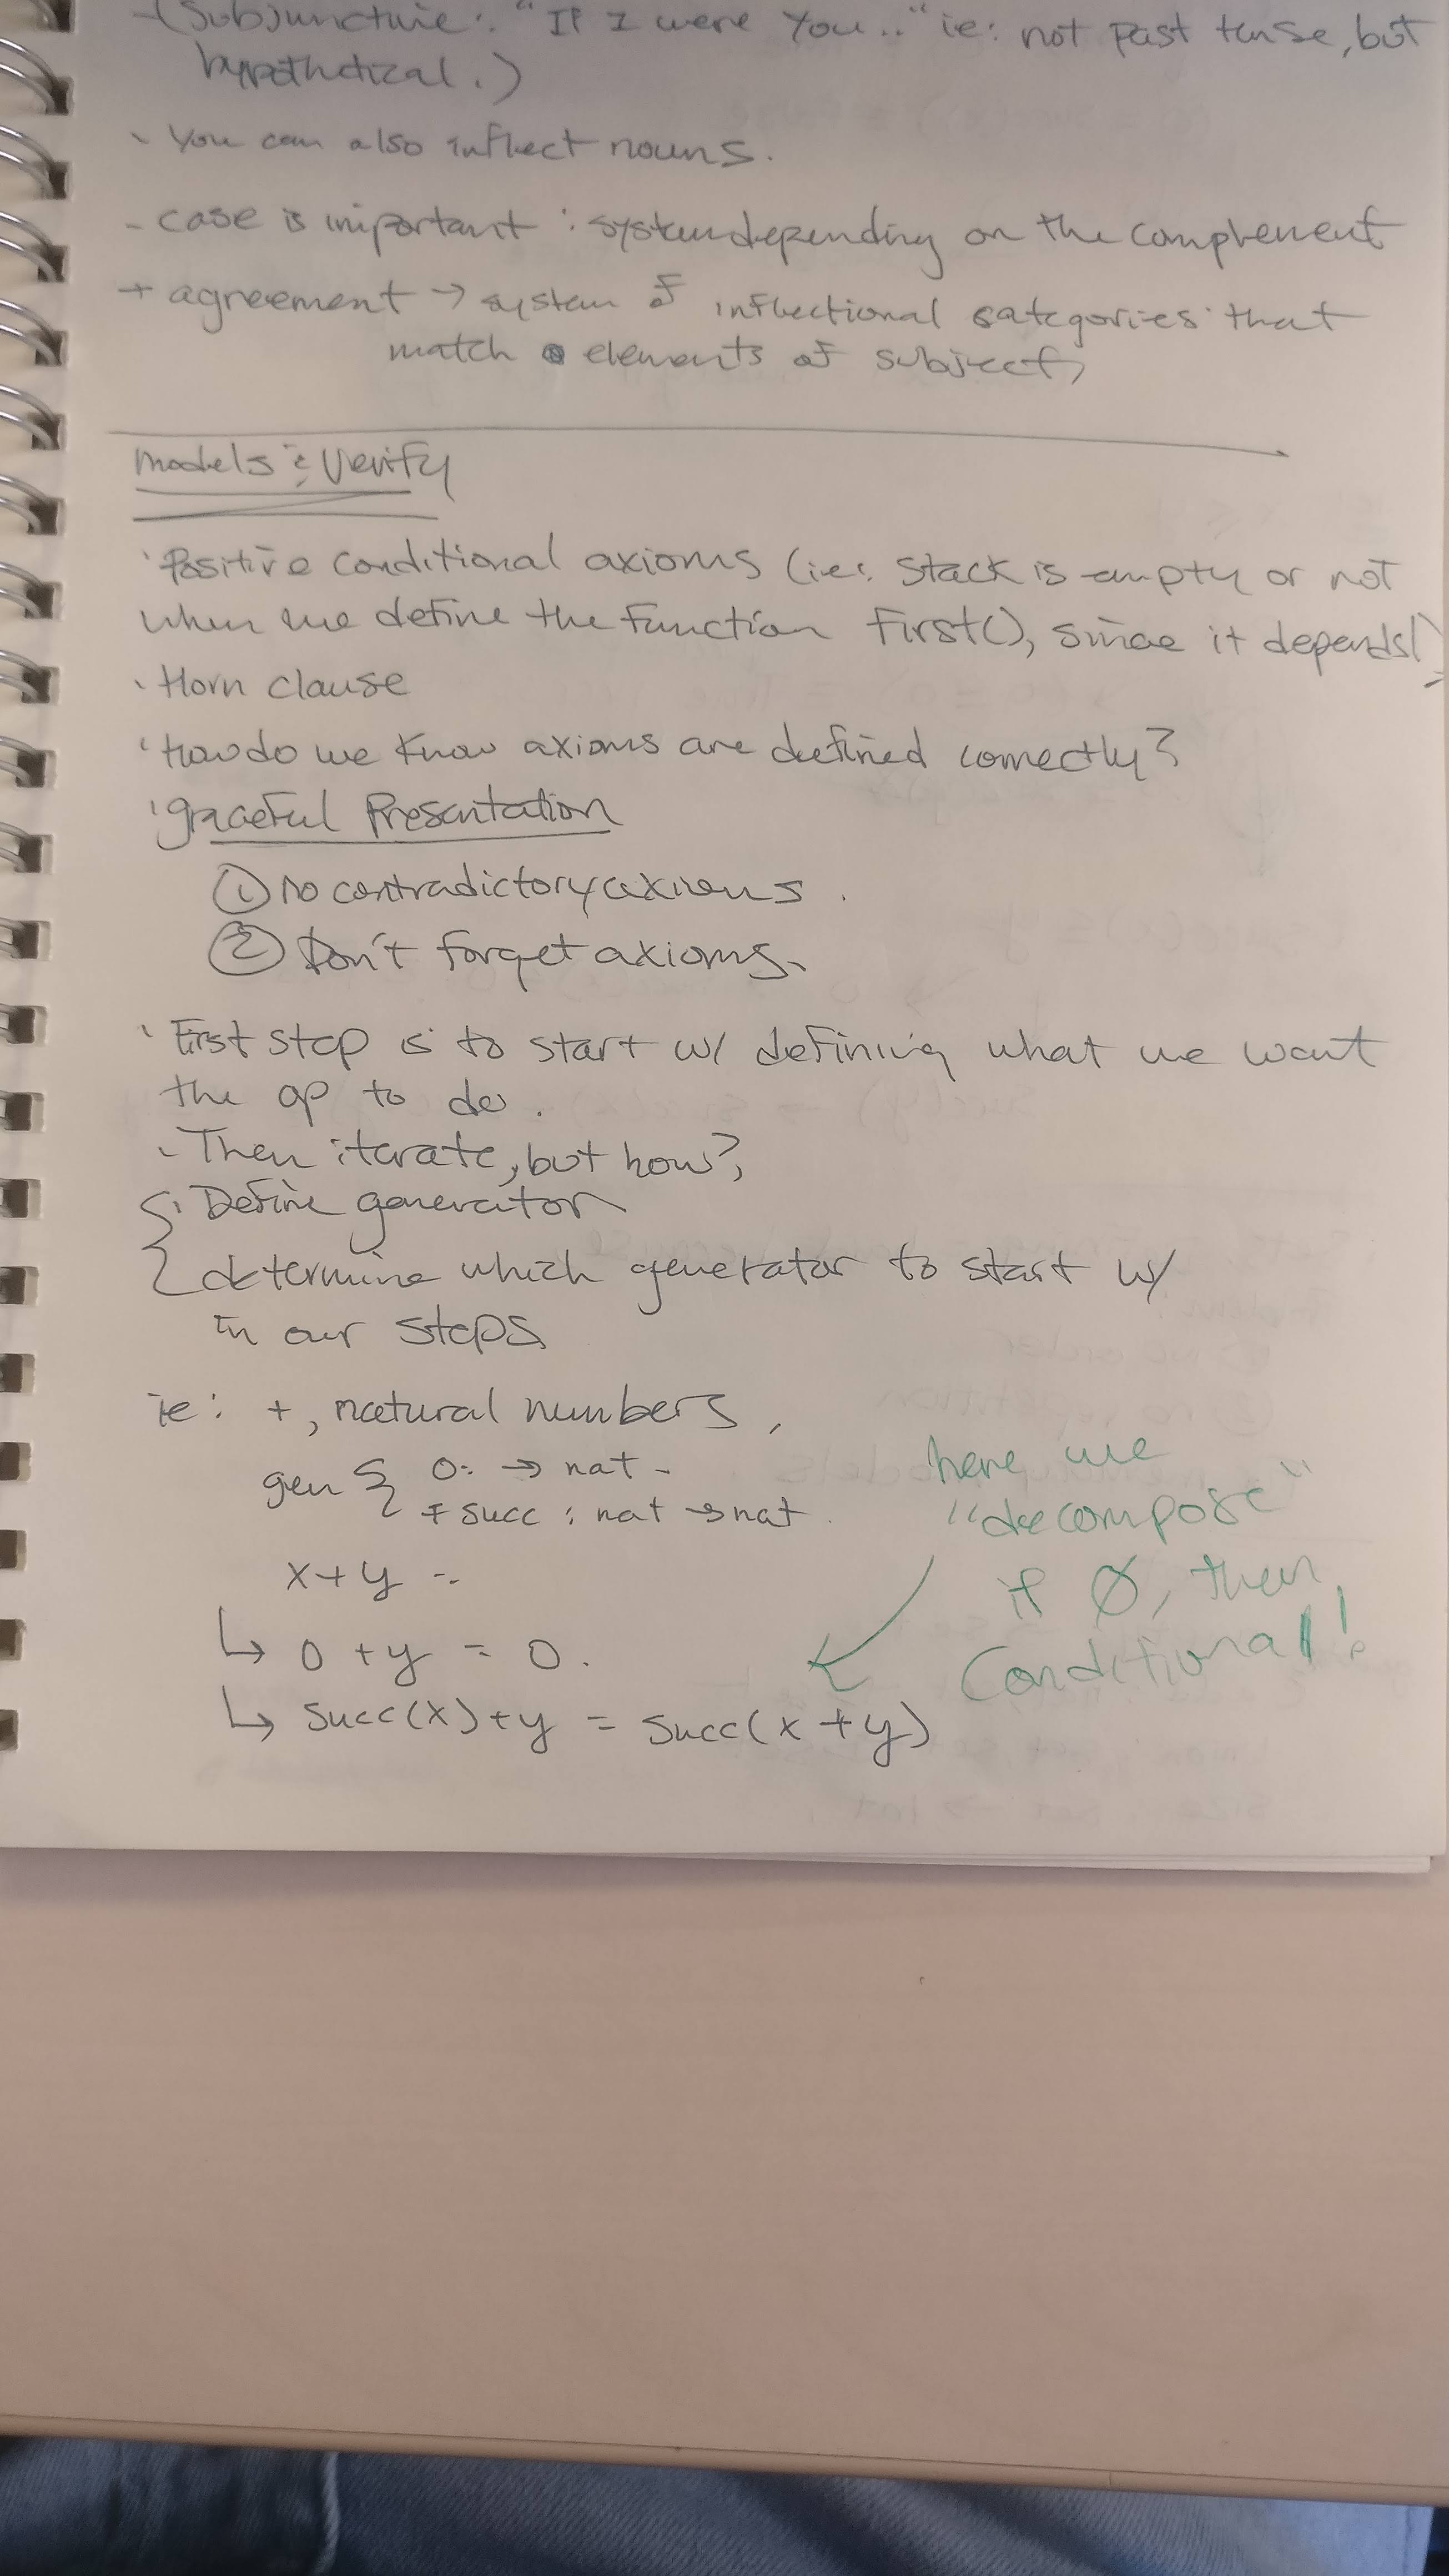 - (Subjunctive: "If I were you.." ie: not past tense, but
hypothetical.)
- You can also inflect nouns.
- case is important : system depending on the complement
+ agreement → system of inflectional categories that
match elements of subject
models & Verify
· Positive conditional axioms (ie: stack is empty or not
when we define the function First(), since it depends!)
· Horn clause
· How do we know axioms are defined correctly?
· graceful Presentation
① no contradictory axioms.
② Don't forget axioms.
· First step is to start w/ defining what we want
the op to do.
- Then iterate, but how?
{ · Define generator
determine which generator to start w/
in our steps
ie: +, natural numbers,
gen { 0: → nat -
succ : nat → nat.
here we
"decompose"
if Ø, then
Conditional!
x + y =
↳ 0 + y = 0.
↳ succ(x) + y = succ(x + y)